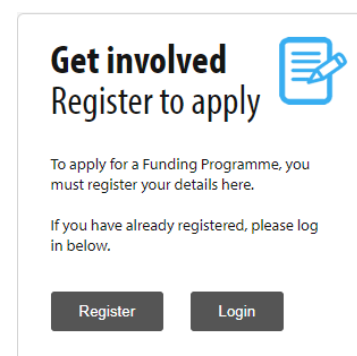 Get involved
Register to apply
To apply for a Funding Programme, you
must register your details here.
If you have already registered, please log
in below.
Register
Login